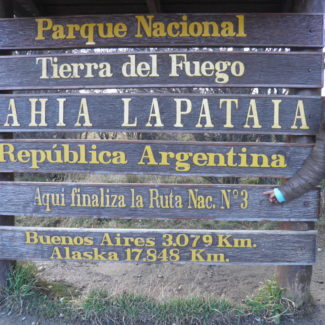 Parque Nacional
Tierra del Fuego
AHIA LAPATAIA
República Argentina
Aqui finaliza la Ruta Nac. Nº3
Buenos Aires 3.079 Km.
Alaska 17.848 Km.